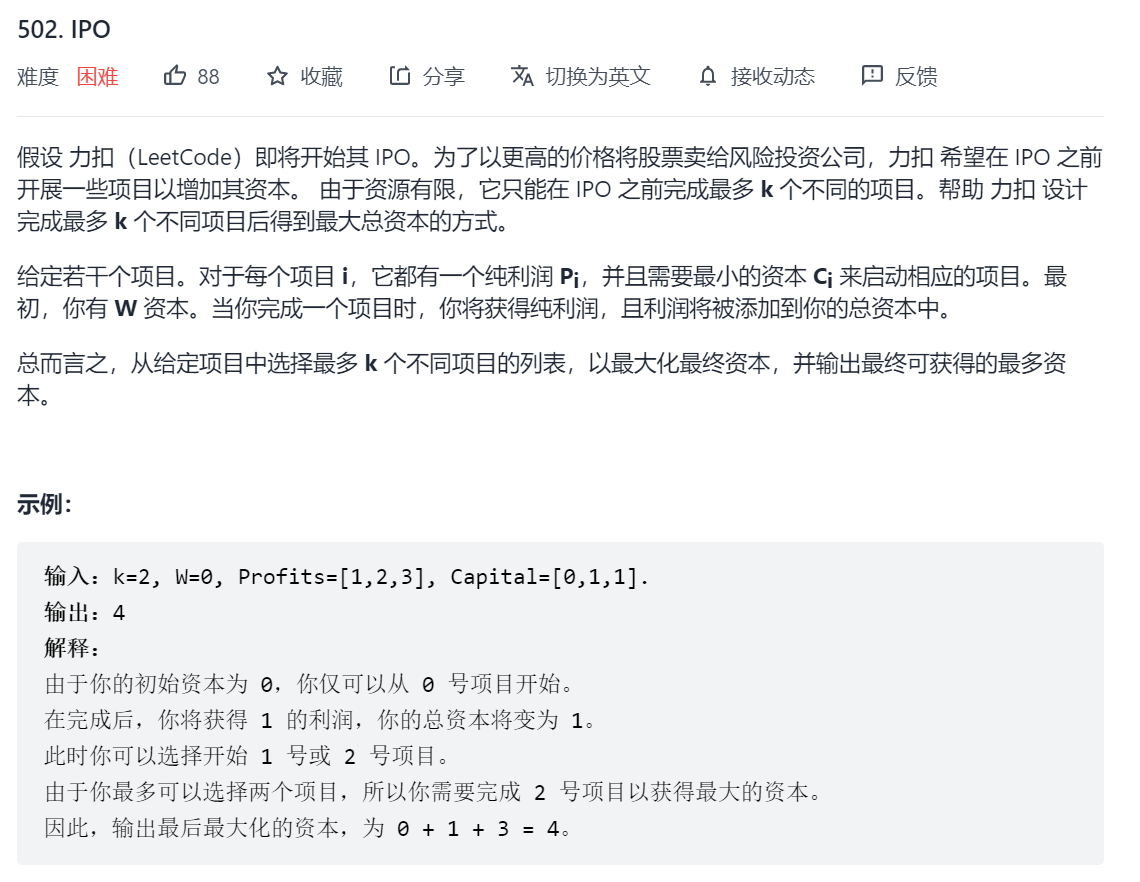 502. IPO
难度 困难 88 收藏 分享 切换为英文 接收动态 反馈
假设 力扣（LeetCode）即将开始其 IPO。为了以更高的价格将股票卖给风险投资公司，力扣 希望在 IPO 之前
开展一些项目以增加其资本。 由于资源有限，它只能在 IPO 之前完成最多 k 个不同的项目。帮助 力扣 设计
完成最多 k 个不同项目后得到最大总资本的方式。
给定若干个项目。对于每个项目 i，它都有一个纯利润 Pi，并且需要最小的资本 Ci 来启动相应的项目。最
初，你有 W 资本。当你完成一个项目时，你将获得纯利润，且利润将被添加到你的总资本中。
总而言之，从给定项目中选择最多 k 个不同项目的列表，以最大化最终资本，并输出最终可获得的最多资
本。
示例：
输入：k=2, W=0, Profits=[1,2,3], Capital=[0,1,1].
输出：4
解释：
由于你的初始资本为 0，你仅可以从 0 号项目开始。
在完成后，你将获得 1 的利润，你的总资本将变为 1。
此时你可以选择开始 1 号或 2 号项目。
由于你最多可以选择两个项目，所以你需要完成 2 号项目以获得最大的资本。
因此，输出最后最大化的资本，为 0 + 1 + 3 = 4。